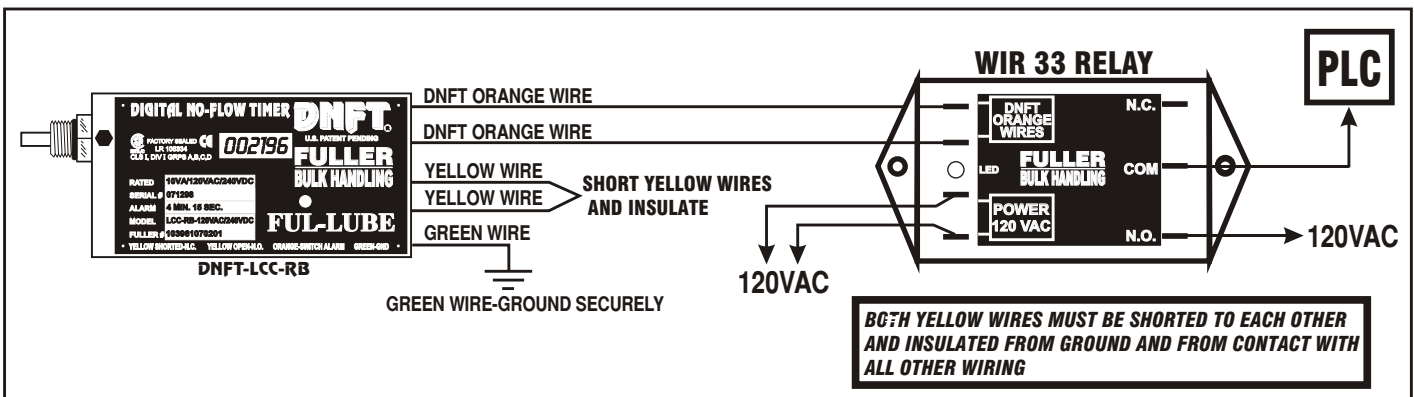 DIGITAL NO-FLOW TIMER
DNFT®
U.S. PATENT PENDING
FACTORY SEALED
LR 106334
CLS I, DIV I GRPS A,B,C,D
002196
FULLER
BULK HANDLING
RATED 10VA/120VAC/240VDC
SERIAL # 071296
ALARM 4 MIN. 15 SEC.
MODEL LCC-RB-120VAC/240VDC
FULLER # 103961070201
FUL-LUBE
YELLOW SHORTED-N.C. YELLOW OPEN-N.O. ORANGE-SWITCH ALARM GREEN-GND
DNFT-LCC-RB
DNFT ORANGE WIRE
DNFT ORANGE WIRE
YELLOW WIRE
YELLOW WIRE
SHORT YELLOW WIRES
AND INSULATE
GREEN WIRE
GREEN WIRE-GROUND SECURELY
WIR 33 RELAY
DNFT
ORANGE
WIRES
LED
FULLER
BULK HANDLING
POWER
120 VAC
N.C.
COM
N.O.
PLC
120VAC
120VAC
BOTH YELLOW WIRES MUST BE SHORTED TO EACH OTHER
AND INSULATED FROM GROUND AND FROM CONTACT WITH
ALL OTHER WIRING